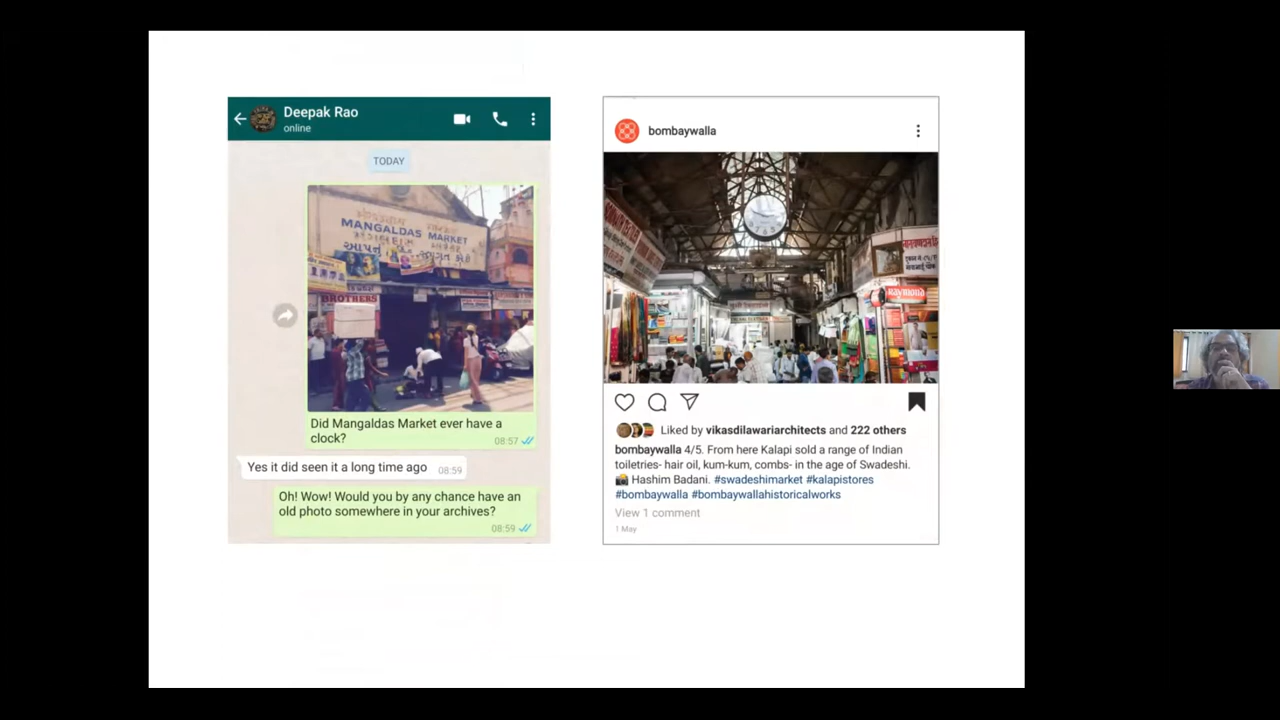 Deepak Rao
online
TODAY
MANGALDAS MARKET
BROTHERS
Did Mangaldas Market ever have a
clock?
08:57
Yes it did seen it a long time ago 08:59
Oh! Wow! Would you by any chance have an
old photo somewhere in your archives?
08:59
bombaywalla
Raymond
Liked by vikasdilawariarchitects and 222 others
bombaywalla 4/5. From here Kalapi sold a range of Indian
toiletries- hair oil, kum-kum, combs- in the age of Swadeshi.
📸 Hashim Badani. #swadeshimarket #kalapistores
#bombaywalla #bombaywallahistoricalworks
View 1 comment
1 May